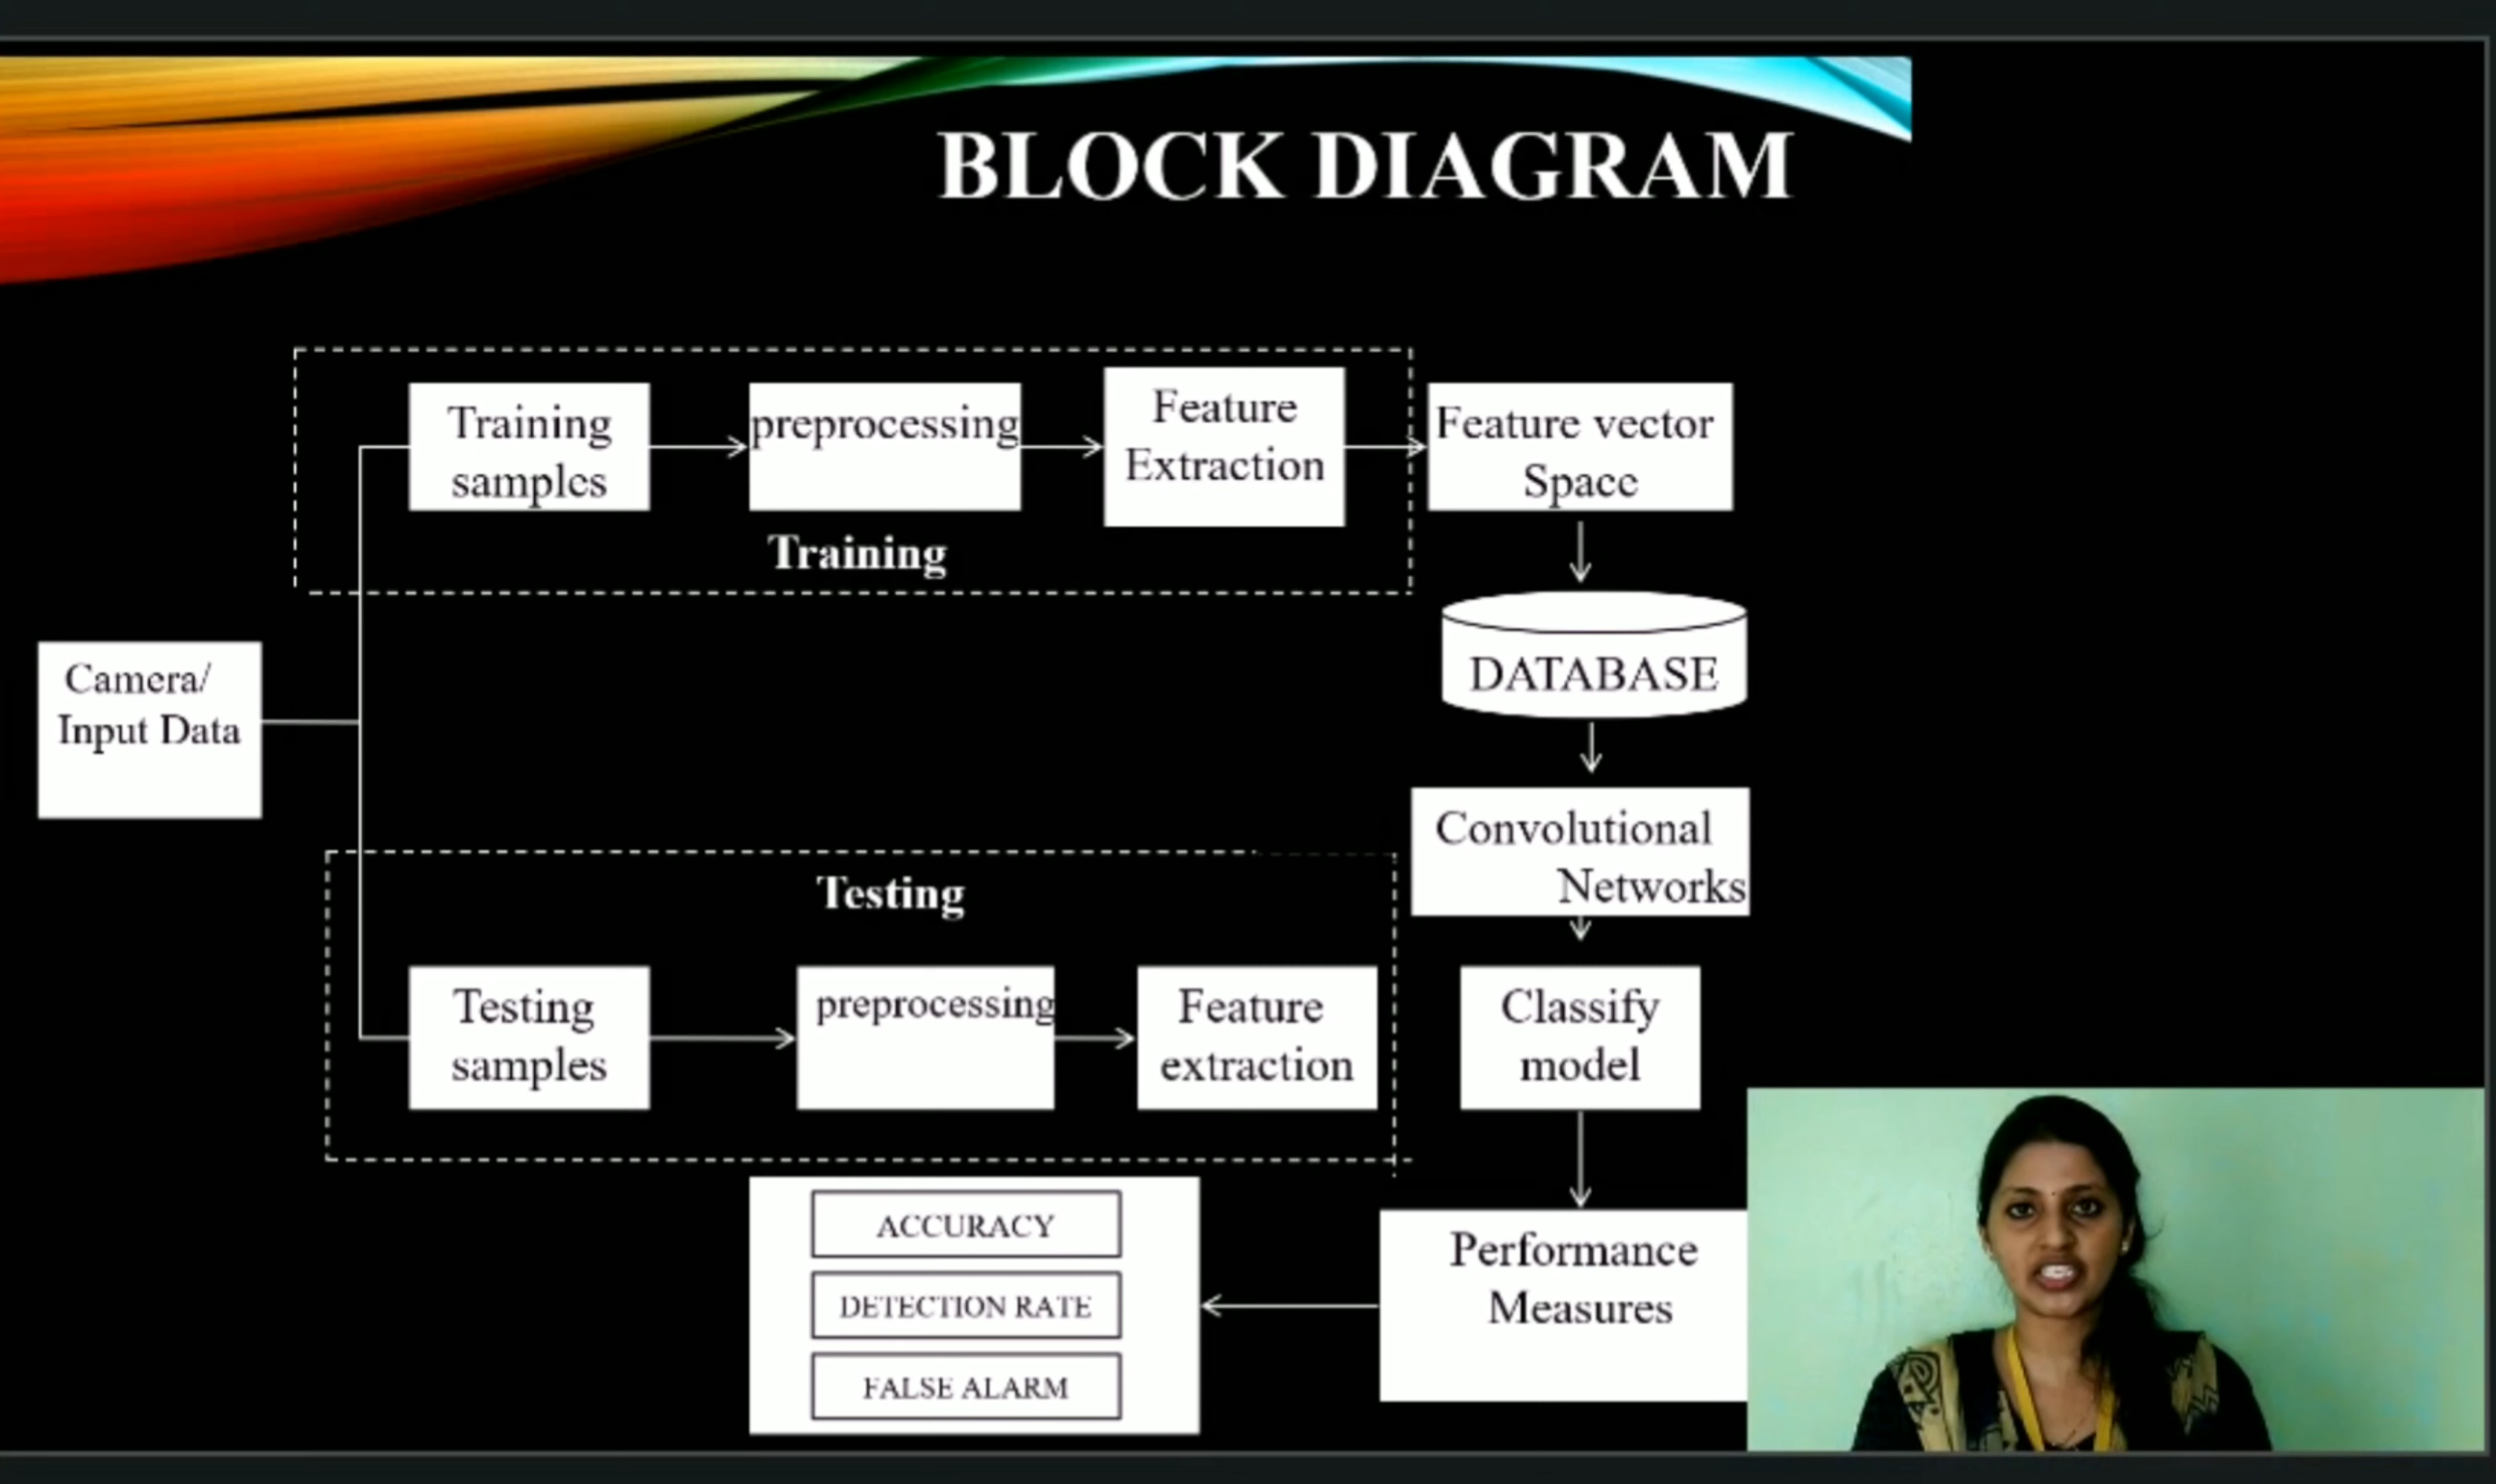 BLOCK DIAGRAM
Training
samples
preprocessing
Feature
Extraction
Feature vector
Space
Training
DATABASE
Camera/
Input Data
Convolutional
Networks
Testing
Testing
samples
preprocessing
Feature
extraction
Classify
model
Performance
Measures
ACCURACY
DETECTION RATE
FALSE ALARM